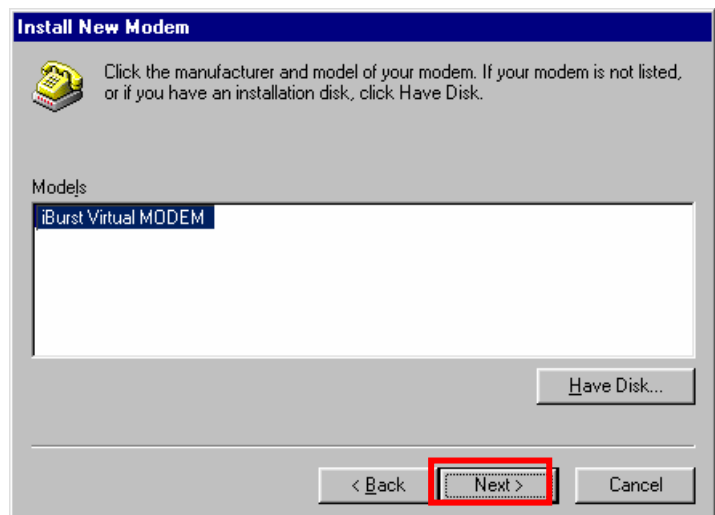 Install New Modem
Click the manufacturer and model of your modem. If your modem is not listed,
or if you have an installation disk, click Have Disk.
Models
iBurst Virtual MODEM
Have Disk...
< Back Next > Cancel